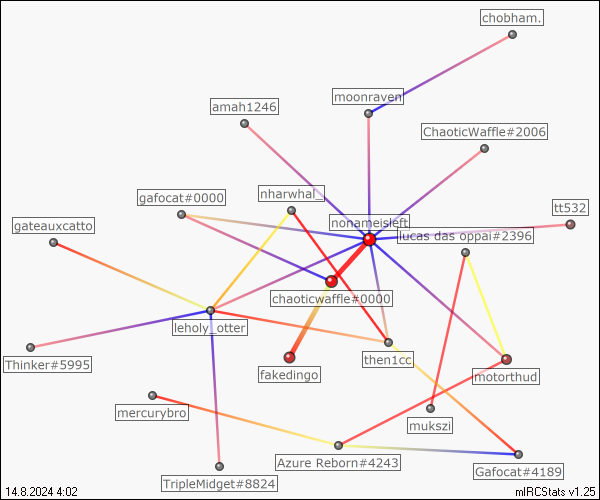 chobham.
moonraven
amah1246
ChaoticWaffle#2006
nharwhal_
gafocat#0000
tt532
nonameisleft
gateauxcatto
lucas das oppai#2396
chaoticwaffle#0000
leholy_otter
then1cc
Thinker#5995
fakedingo
motorthud
mercurybro
mukszi
Azure Reborn#4243
Gafocat#4189
TripleMidget#8824
14.8.2024 4:02
mIRCStats v1.25